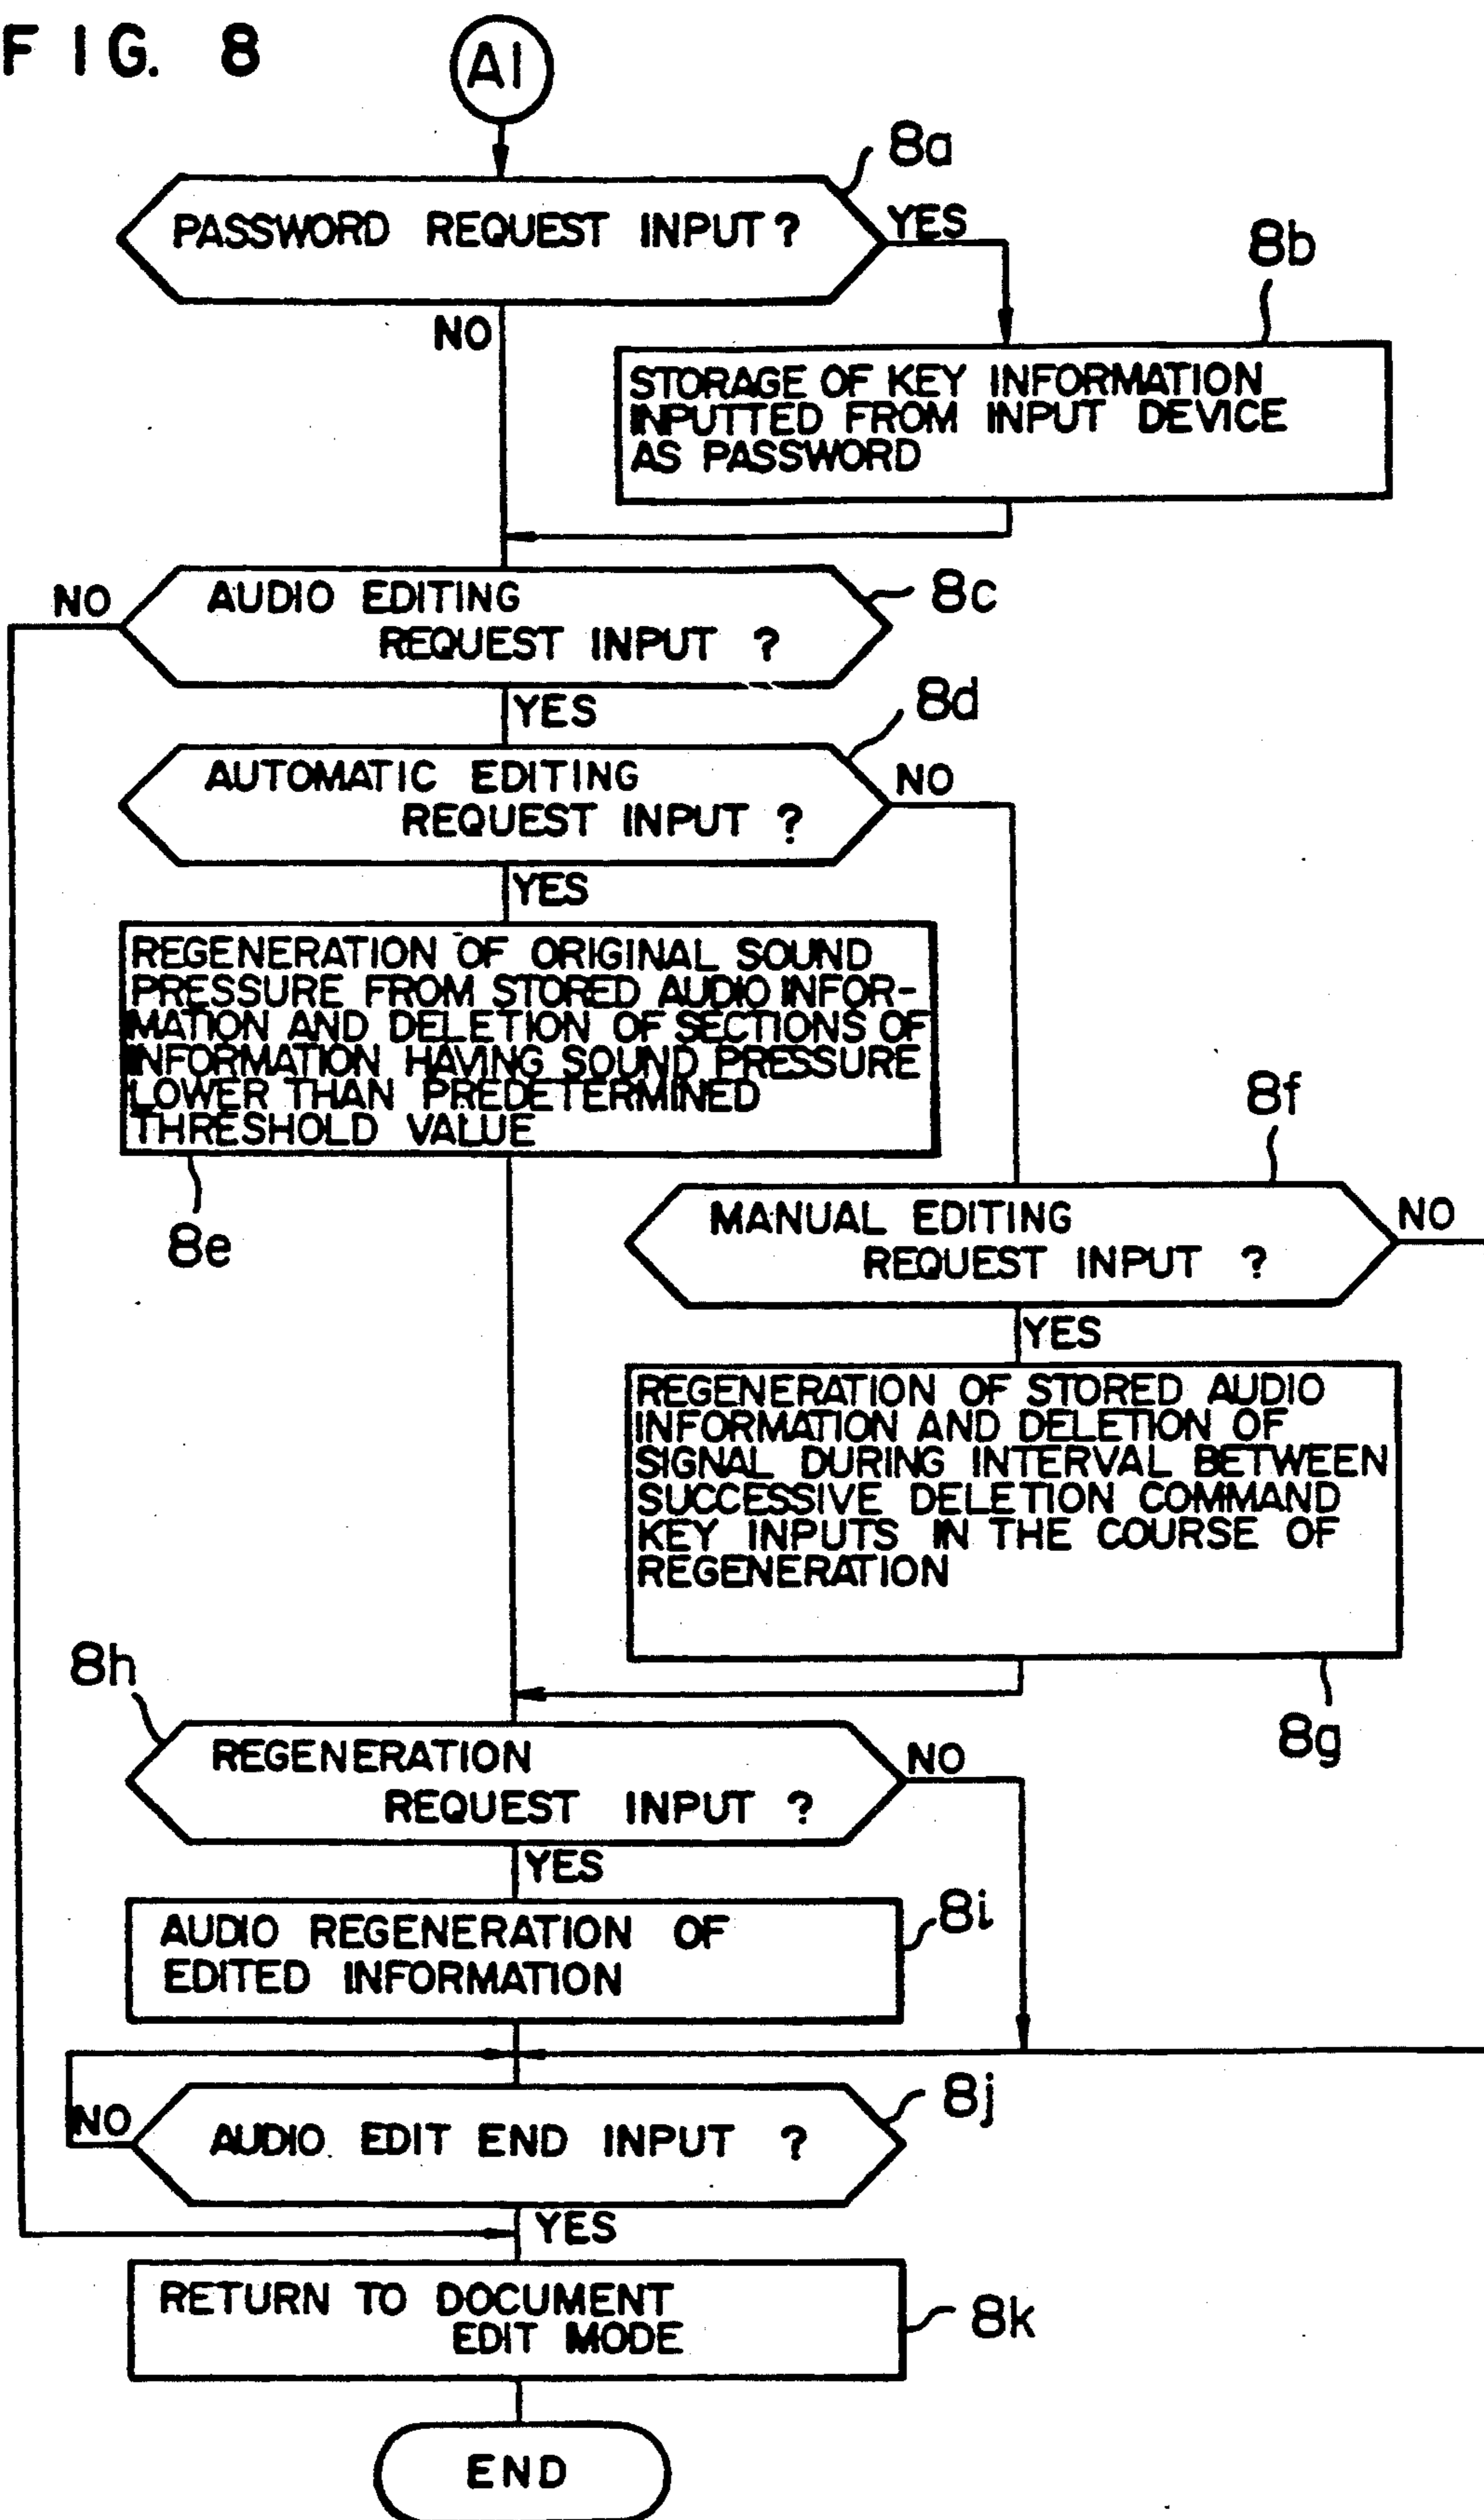 FIG. 8
A1
8a
PASSWORD REQUEST INPUT?
YES
8b
NO
STORAGE OF KEY INFORMATION
INPUTTED FROM INPUT DEVICE
AS PASSWORD
NO
AUDIO EDITING
REQUEST INPUT ?
8c
YES
8d
AUTOMATIC EDITING
REQUEST INPUT ?
NO
YES
REGENERATION OF ORIGINAL SOUND
PRESSURE FROM STORED AUDIO INFOR-
MATION AND DELETION OF SECTIONS OF
INFORMATION HAVING SOUND PRESSURE
LOWER THAN PREDETERMINED
THRESHOLD VALUE
8e
8f
MANUAL EDITING
REQUEST INPUT ?
NO
YES
REGENERATION OF STORED AUDIO
INFORMATION AND DELETION OF
SIGNAL DURING INTERVAL BETWEEN
SUCCESSIVE DELETION COMMAND
KEY INPUTS IN THE COURSE OF
REGENERATION
8g
8h
REGENERATION
REQUEST INPUT ?
NO
YES
AUDIO REGENERATION OF
EDITED INFORMATION
8i
NO
AUDIO EDIT END INPUT ?
8j
YES
RETURN TO DOCUMENT
EDIT MODE
8k
END